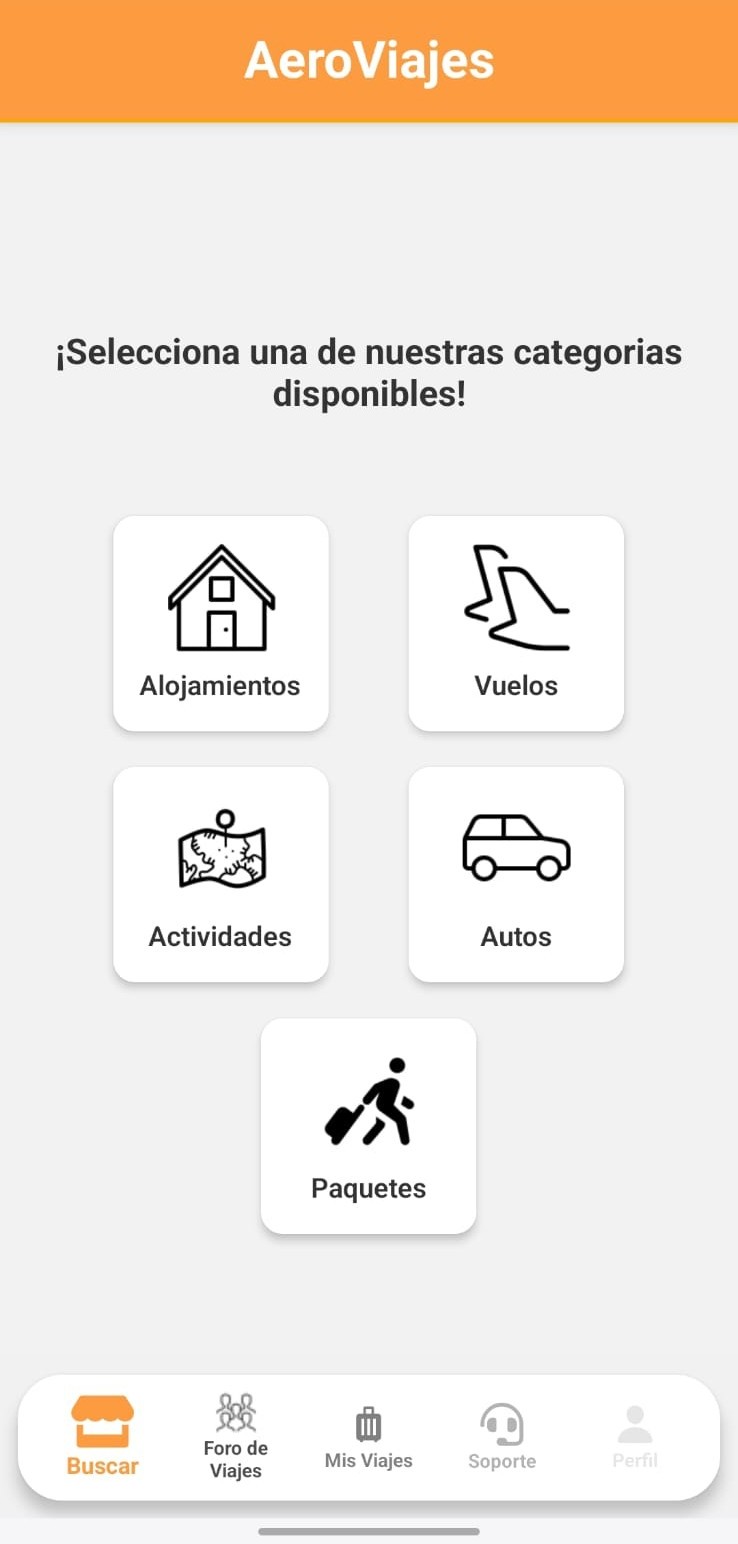 AeroViajes
¡Selecciona una de nuestras categorias
disponibles!
Alojamientos
Vuelos
Actividades
Autos
Paquetes
Buscar
Foro de
Viajes
Mis Viajes
Soporte
Perfil